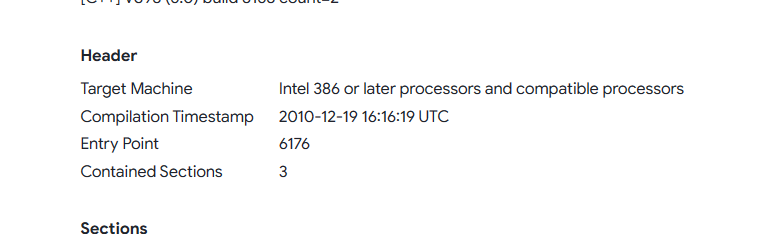 Header
Target Machine Intel 386 or later processors and compatible processors
Compilation Timestamp 2010-12-19 16:16:19 UTC
Entry Point 6176
Contained Sections 3
Sections